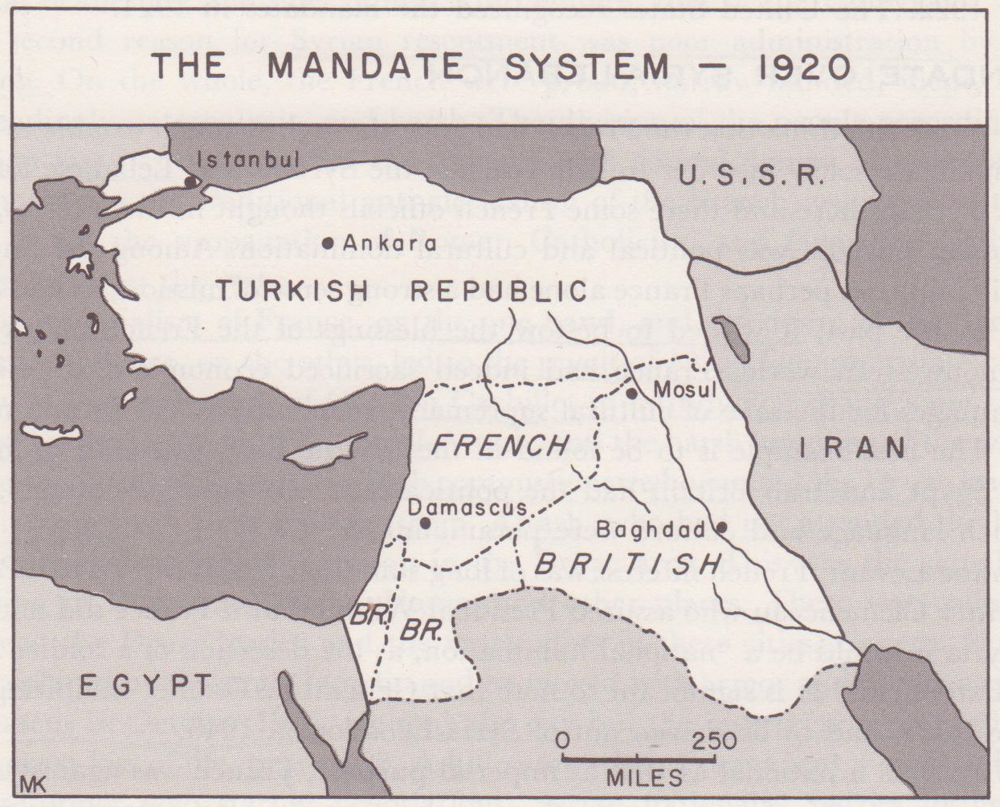 THE MANDATE SYSTEM — 1920
Istanbul
U.S.S.R.
Ankara
TURKISH REPUBLIC
Mosul
FRENCH
IRAN
Damascus
Baghdad
BRITISH
BR.
BR.
EGYPT
0 250
MILES
MK